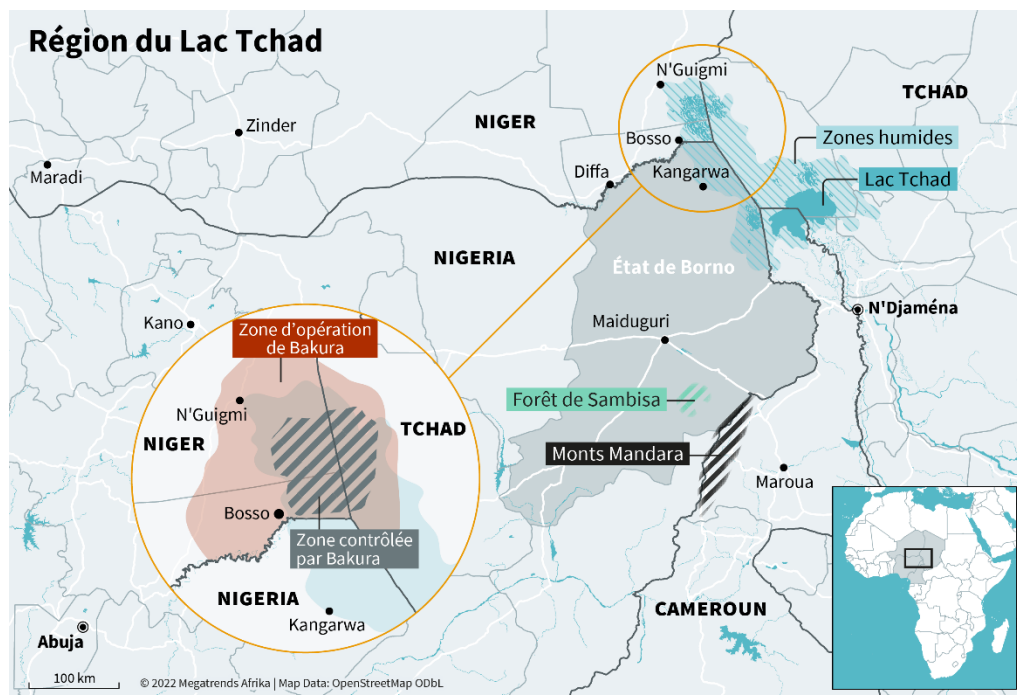 Région du Lac Tchad
N'Guigmi
TCHAD
NIGER
Zinder
Bosso
Zones humides
Maradi
Diffa
Kangarwa
Lac Tchad
NIGERIA
État de Borno
N'Djaména
Kano
Maiduguri
Zone d'opération
de Bakura
Forêt de Sambisa
N'Guigmi
NIGER
TCHAD
Monts Mandara
Maroua
Bosso
Zone contrôlée
par Bakura
NIGERIA
Kangarwa
CAMEROUN
Abuja
100 km
© 2022 Megatrends Afrika | Map Data: OpenStreetMap ODbL